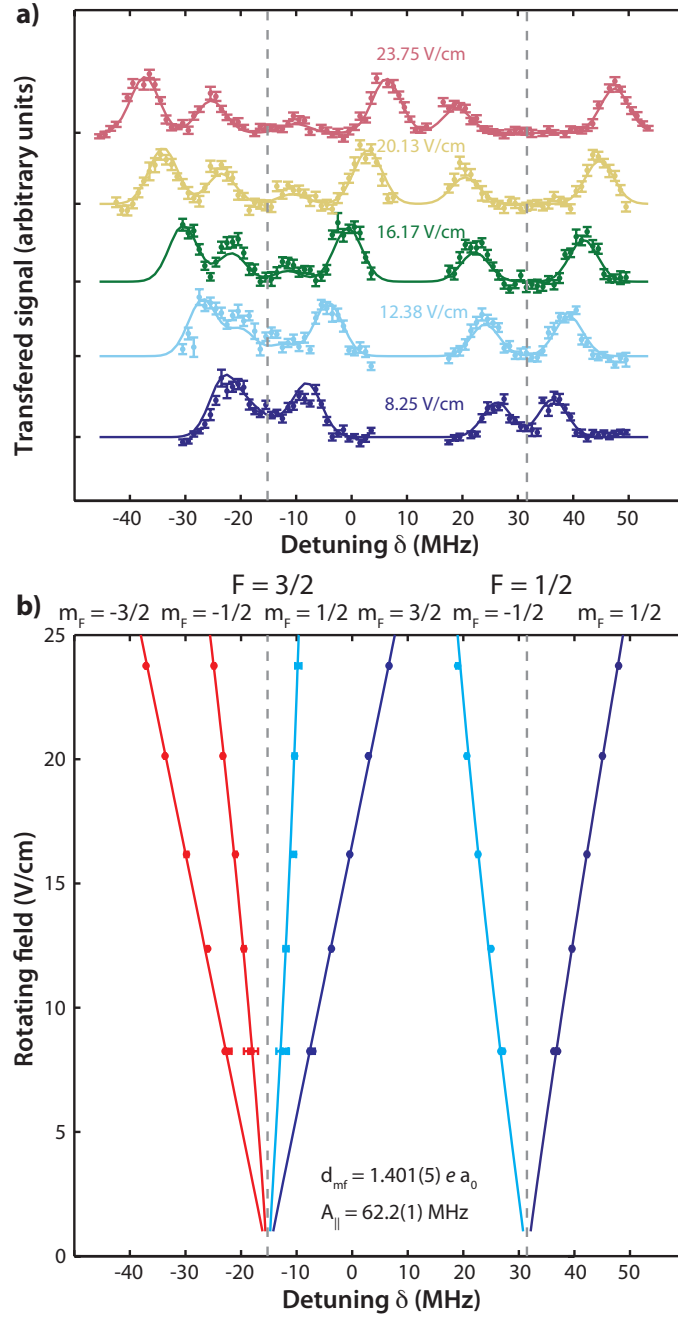 a)
Transfered signal (arbitrary units)
23.75 V/cm
20.13 V/cm
16.17 V/cm
12.38 V/cm
8.25 V/cm
-40 -30 -20 -10 0 10 20 30 40 50
Detuning δ (MHz)
F = 3/2 F = 1/2
b)
m_F = -3/2 m_F = -1/2 m_F = 1/2 m_F = 3/2 m_F = -1/2 m_F = 1/2
25
20
15
10
5
0
Rotating field (V/cm)
d_mf = 1.401(5) e a_0
A_|| = 62.2(1) MHz
-40 -30 -20 -10 0 10 20 30 40 50
Detuning δ (MHz)